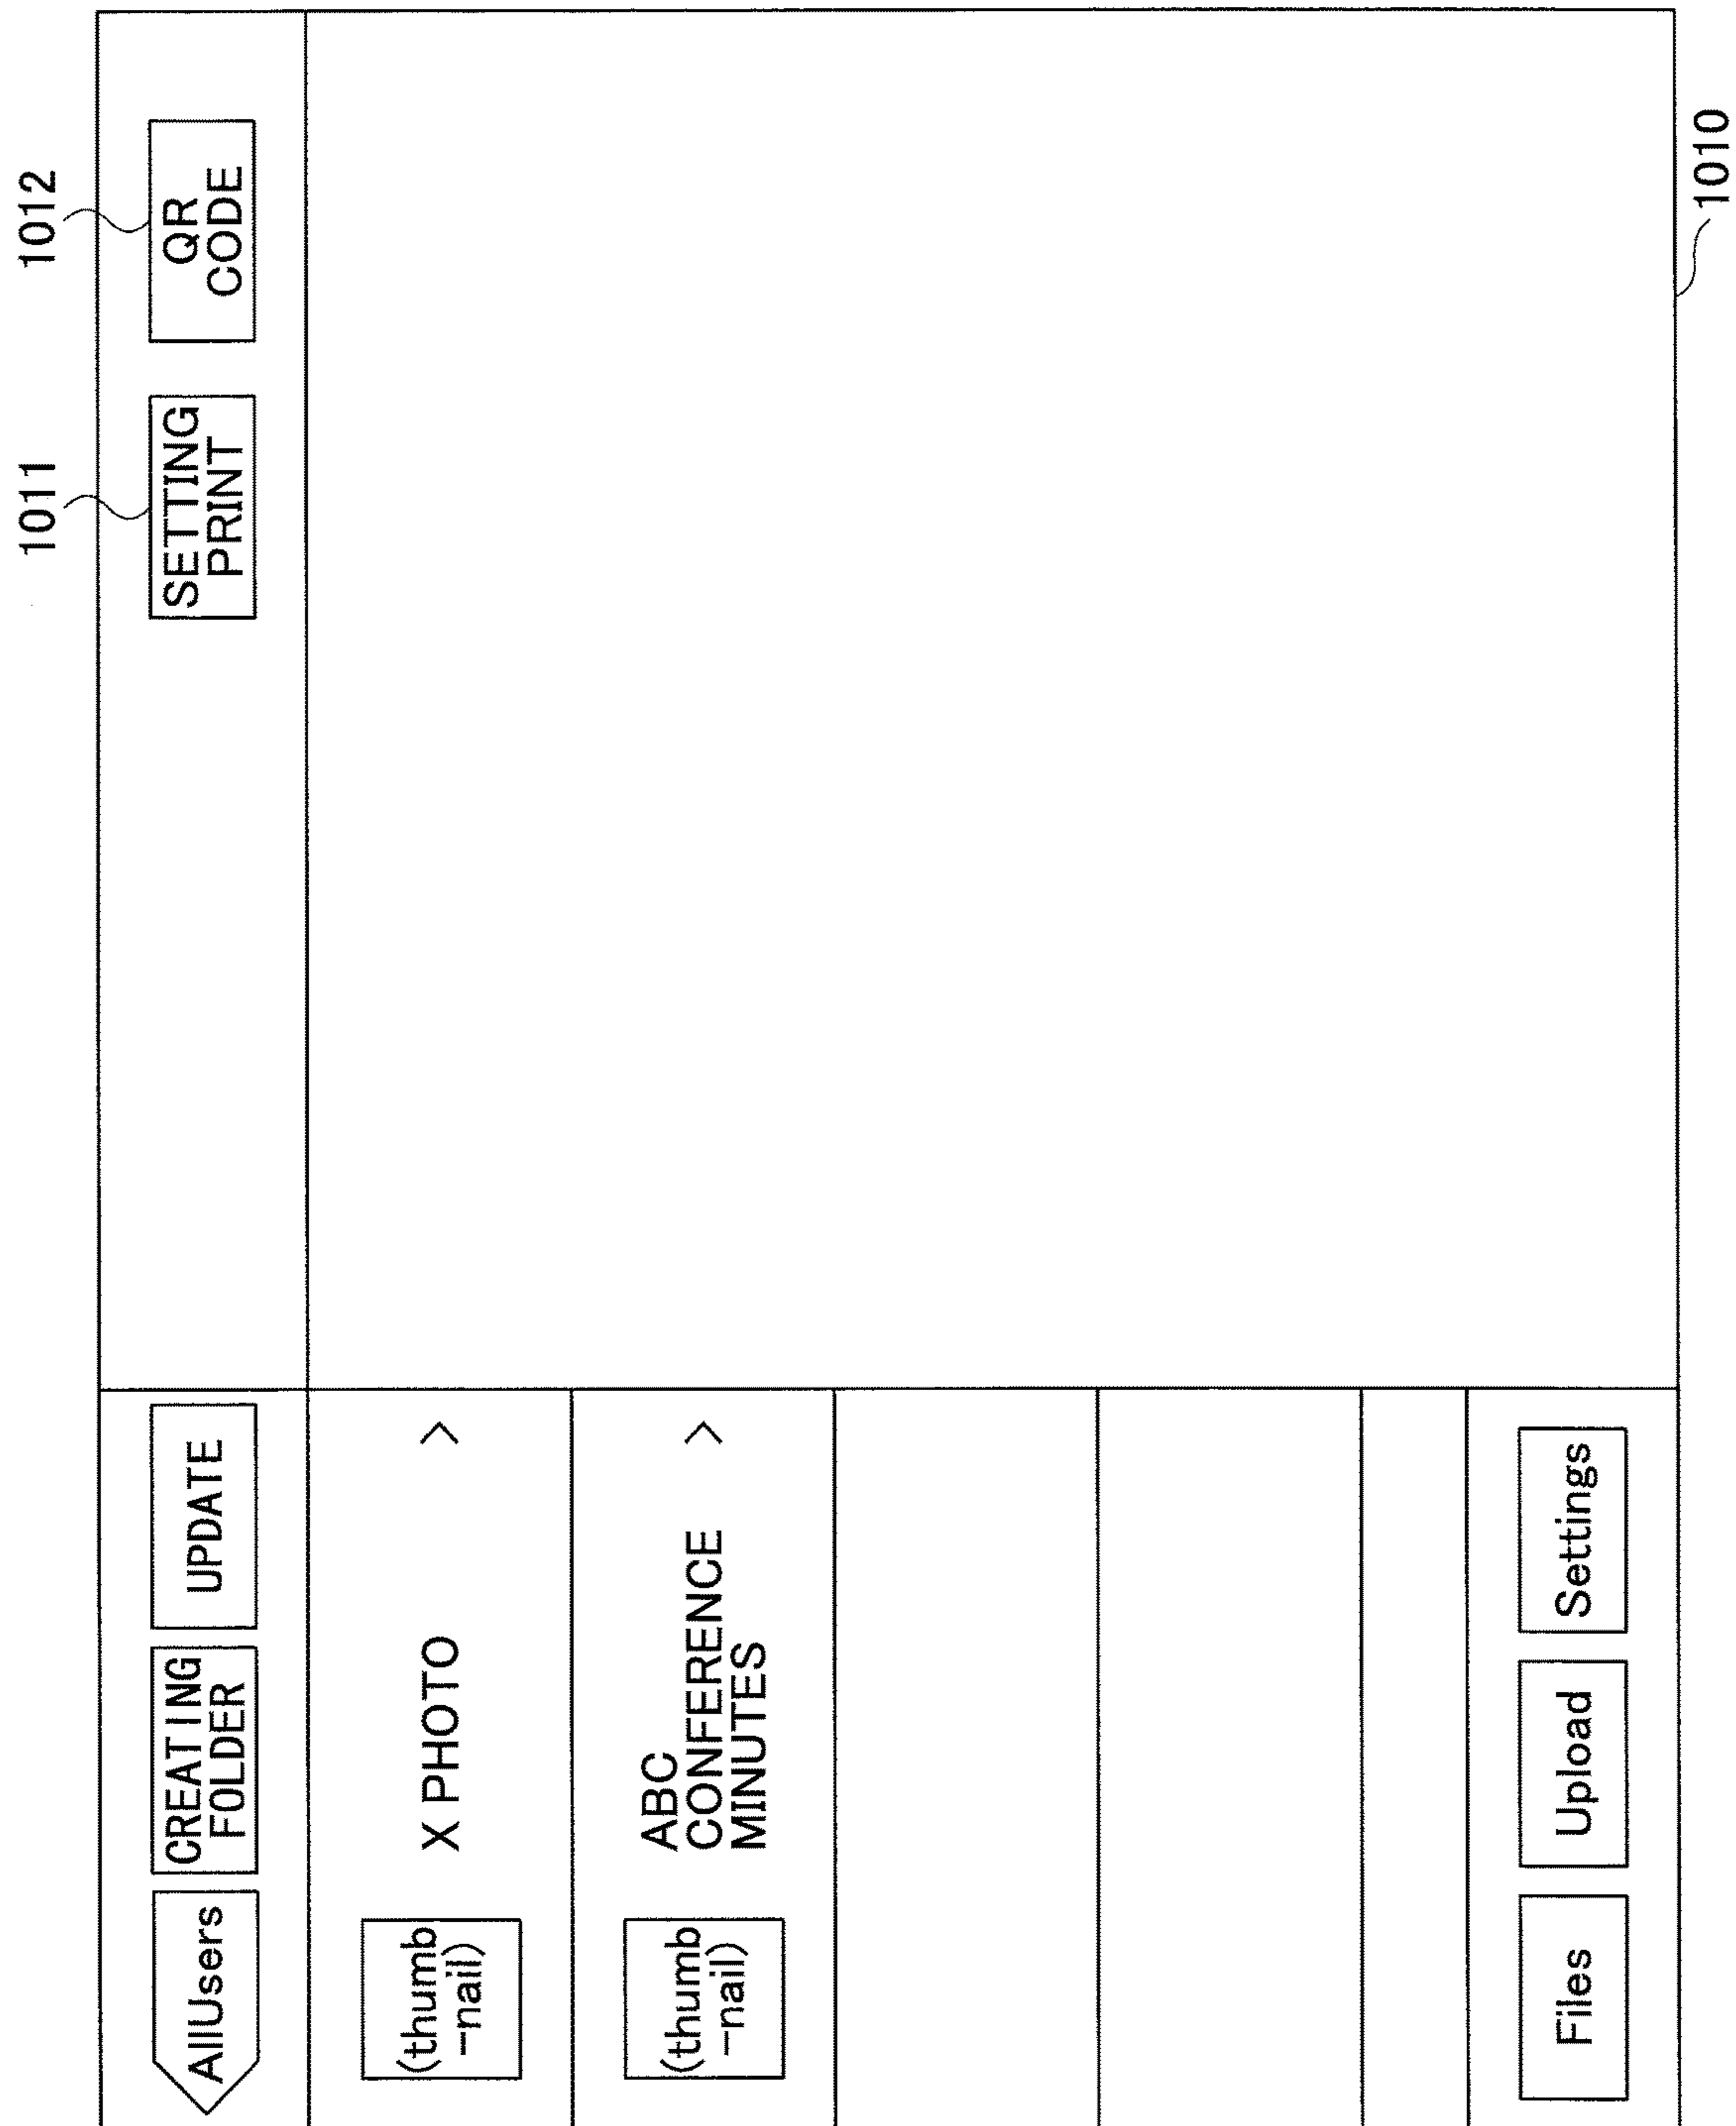 1011
1012
AllUsers
CREATING
FOLDER
UPDATE
SETTING
PRINT
QR
CODE
(thumb
-nail)
X PHOTO
>
(thumb
-nail)
ABC
CONFERENCE
MINUTES
>
Files
Upload
Settings
1010